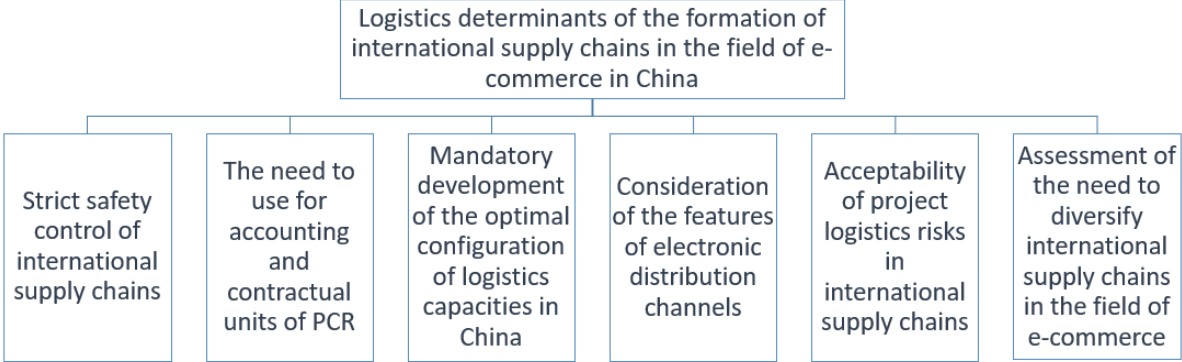 Logistics determinants of the formation of
international supply chains in the field of e-
commerce in China
Strict safety
control of
international
supply chains
The need to
use for
accounting
and
contractual
units of PCR
Mandatory
development
of the optimal
configuration
of logistics
capacities in
China
Consideration
of the features
of electronic
distribution
channels
Acceptability
of project
logistics risks
in
international
supply chains
Assessment of
the need to
diversify
international
supply chains
in the field of
e-commerce